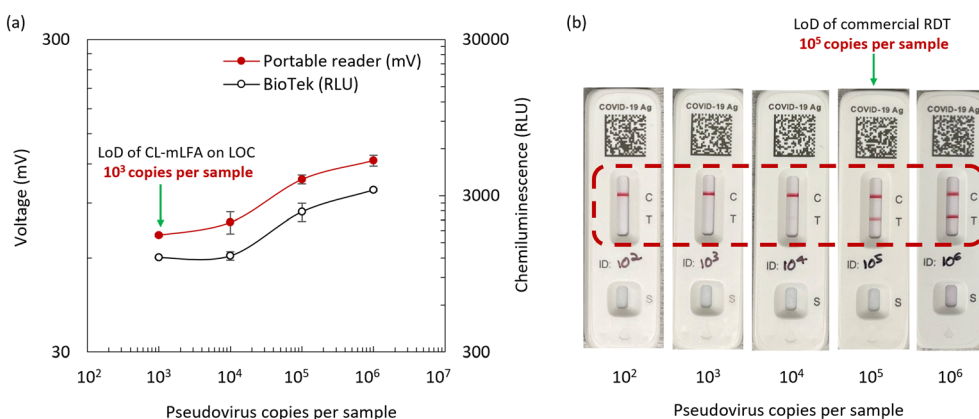 (a)
300
30
Voltage (mV)
30000
3000
300
Chemiluminescence (RLU)
Portable reader (mV)
BioTek (RLU)
LoD of CL-mLFA on LOC
10³ copies per sample
10² 10³ 10⁴ 10⁵ 10⁶ 10⁷
Pseudovirus copies per sample
(b)
LoD of commercial RDT
10⁵ copies per sample
COVID-19 Ag COVID-19 Ag COVID-19 Ag COVID-19 Ag COVID-19 Ag
C C C C C
T T T T T
ID: 10² ID: 10³ ID: 10⁴ ID: 10⁵ ID: 10⁶
S S S S S
10² 10³ 10⁴ 10⁵ 10⁶
Pseudovirus copies per sample